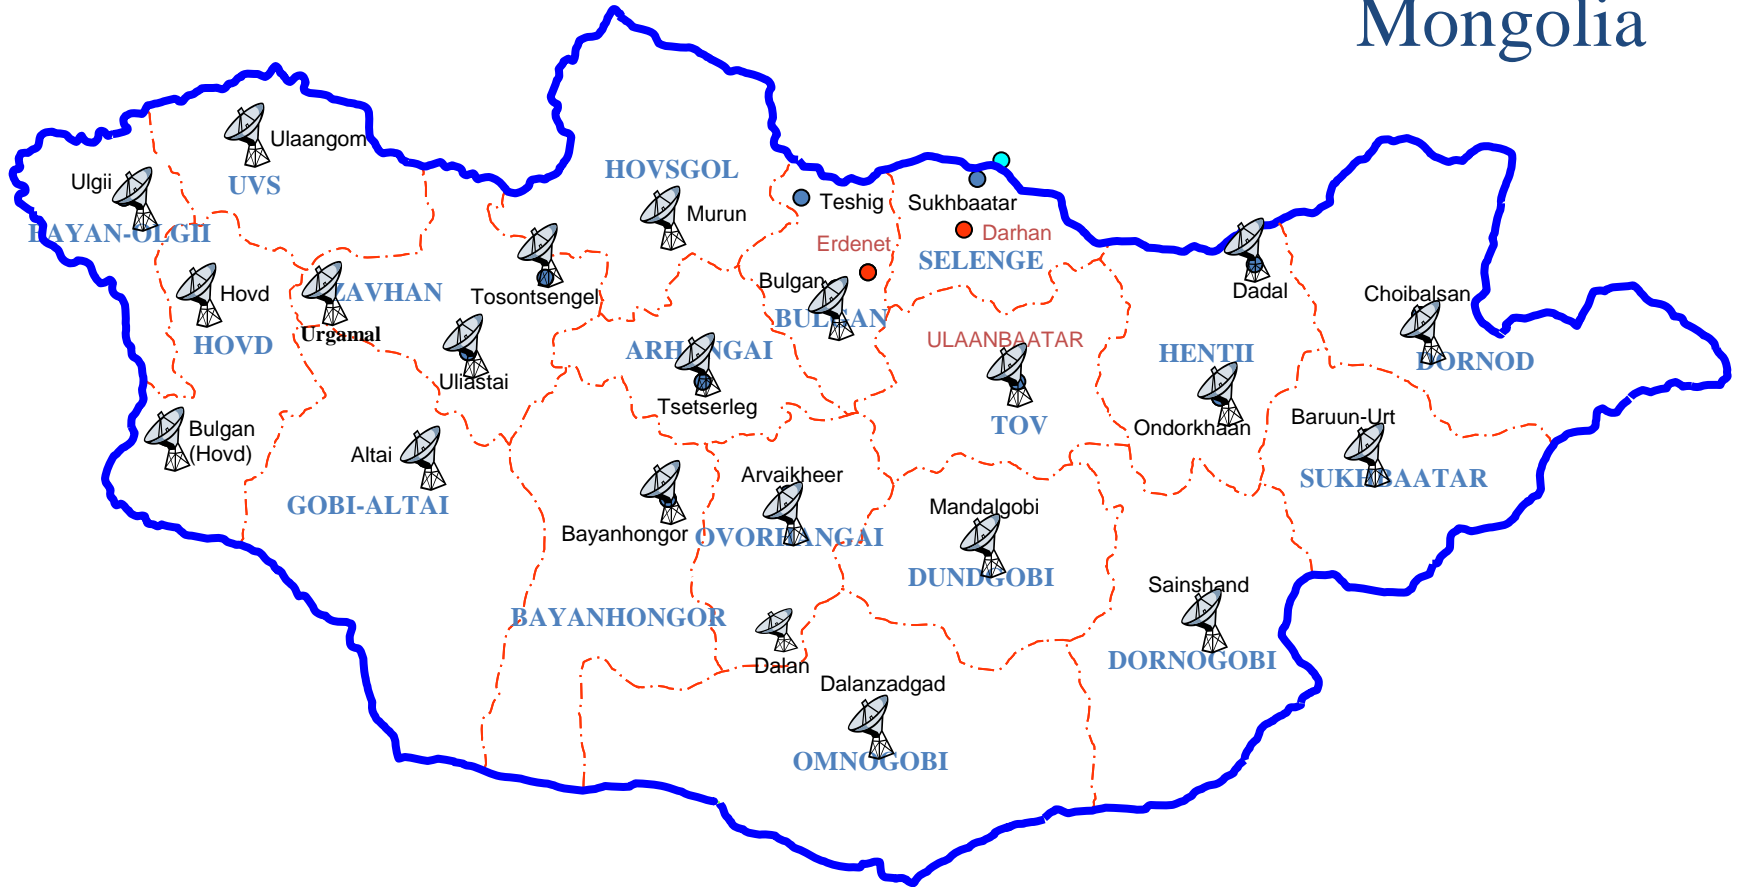 Mongolia
Ulaangom
HOVSGOL
Ulgii
UVS
Murun
Teshig
Sukhbaatar
BAYAN-OLGII
Erdenet
Darhan
SELENGE
Hovd
ZAVHAN
Tosontsengel
Bulgan
Dadal
Choibalsan
Urgamal
BULGAN
HOVD
ARHANGAI
ULAANBAATAR
HENTII
DORNOD
Uliastai
Tsetserleg
TOV
Ondorkhaan
Baruun-Urt
Bulgan
(Hovd)
Altai
Arvaikheer
SUKHBAATAR
GOBI-ALTAI
Bayanhongor
OVORHANGAI
Mandalgobi
DUNDGOBI
Sainshand
BAYANHONGOR
Dalan
DORNOGOBI
Dalanzadgad
OMNOGOBI